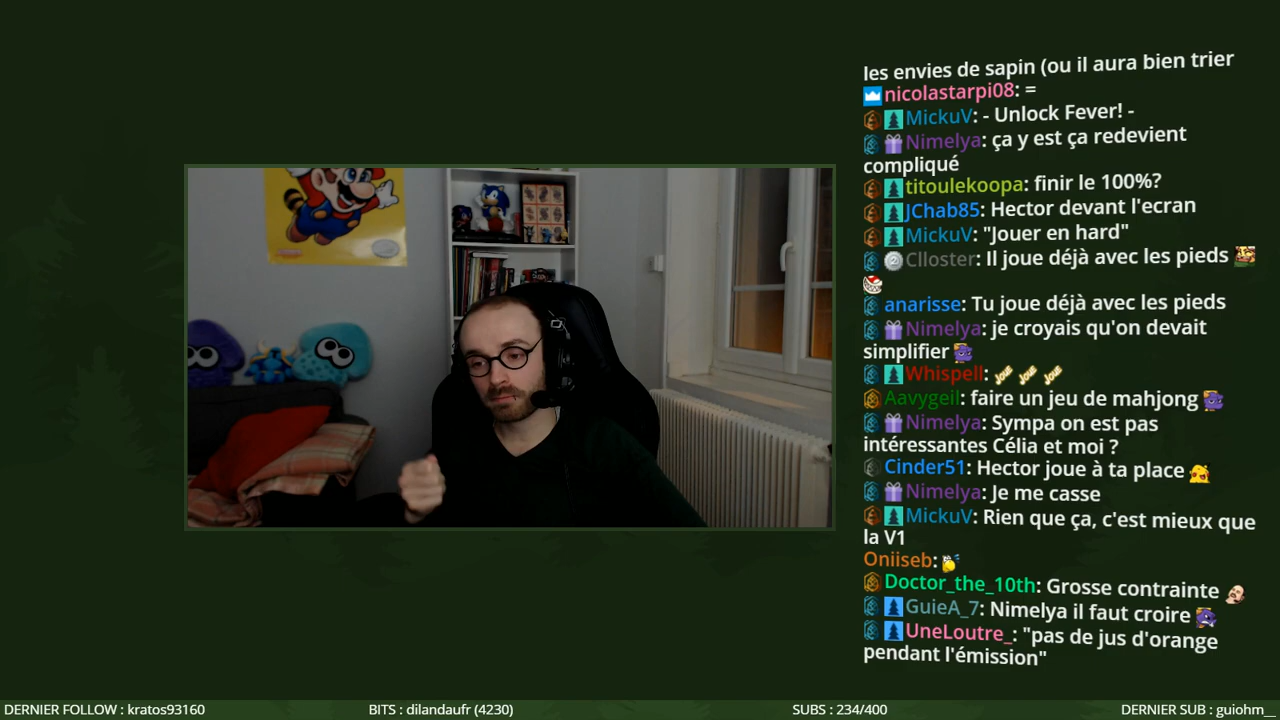 les envies de sapin (ou il aura bien trier
nicolastarpi08: =
MickuV: - Unlock Fever! -
Nimelya: ça y est ça redevient
compliqué
titoulekoopa: finir le 100%?
JChab85: Hector devant l'ecran
MickuV: "Jouer en hard"
Clloster: Il joue déjà avec les pieds
anarisse: Tu joue déjà avec les pieds
Nimelya: je croyais qu'on devait
simplifier
Whispell:
Aavygeil: faire un jeu de mahjong
Nimelya: Sympa on est pas
intéressantes Célia et moi ?
Cinder51: Hector joue à ta place
Nimelya: Je me casse
MickuV: Rien que ça, c'est mieux que
la V1
Oniiseb:
Doctor_the_10th: Grosse contrainte
GuieA_7: Nimelya il faut croire
UneLoutre_: "pas de jus d'orange
pendant l'émission"
DERNIER FOLLOW : kratos93160 BITS : dilandaufr (4230) SUBS : 234/400 DERNIER SUB : guiohm__